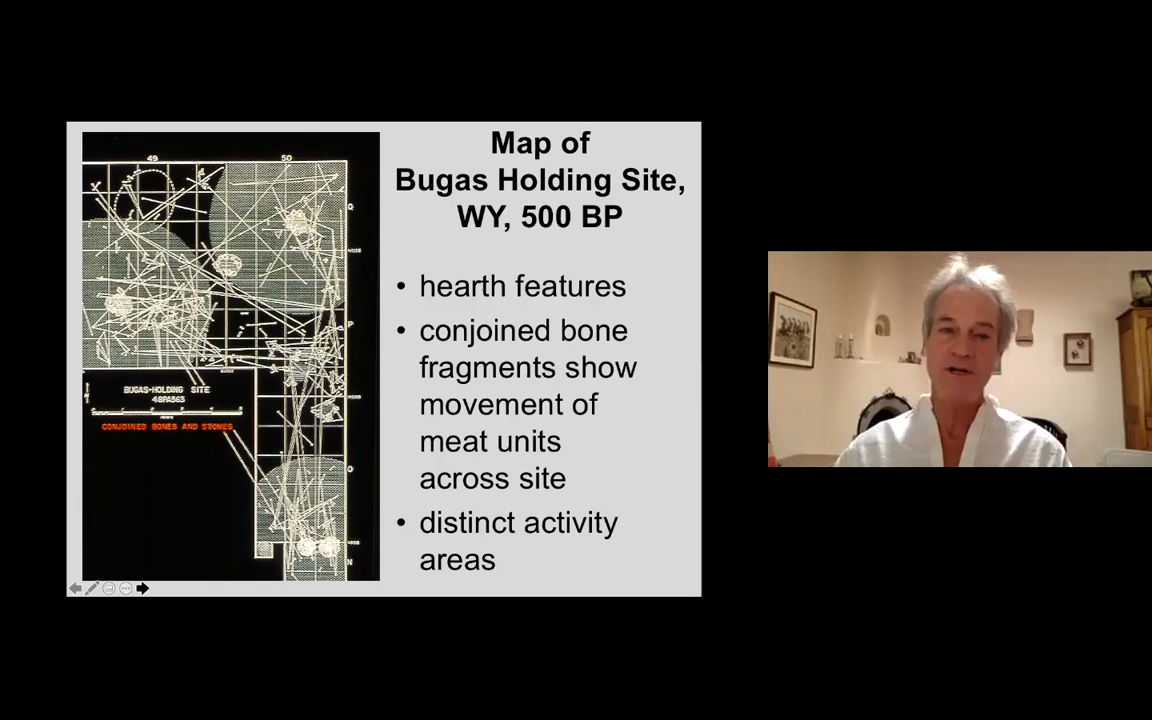 Map of
Bugas Holding Site,
WY, 500 BP
• hearth features
• conjoined bone
fragments show
movement of
meat units
across site
• distinct activity
areas
49
50
Q
P
O
N
BUGAS-HOLDING SITE
48PA563
CONJOINED BONES AND STONES